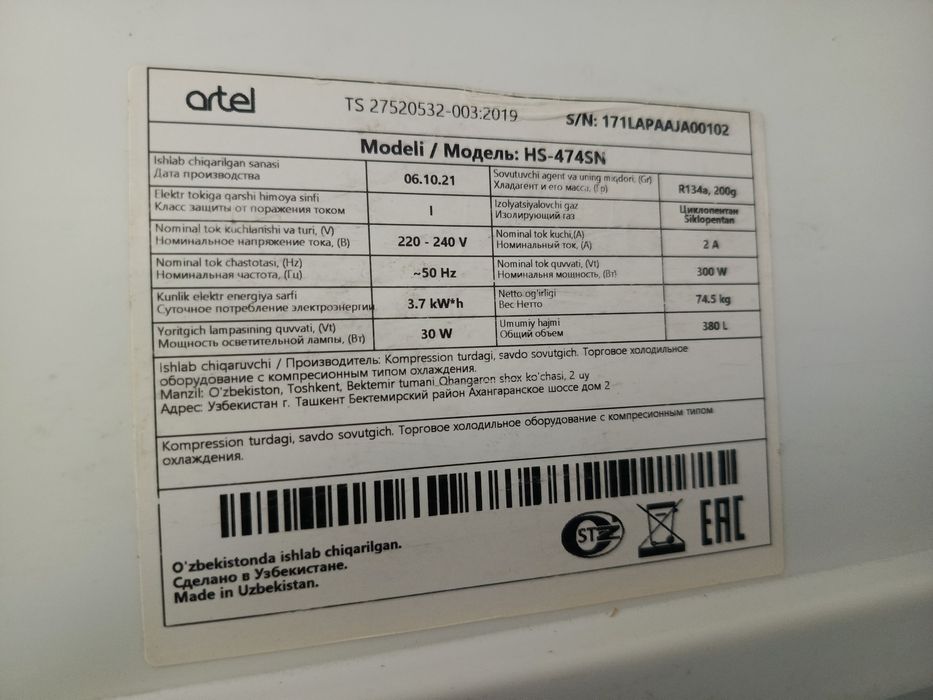 artel
TS 27520532-003:2019
S/N: 171LAPAAJA00102
Modeli / Модель: HS-474SN
Ishlab chiqarilgan sanasi
Дата производства
06.10.21
Sovutuvchi agent va uning miqdori, (Gr)
Хладагент и его масса, (Гр)
R134a, 200g
Elektr tokiga qarshi himoya sinfi
Класс защиты от поражения током
I
Izolyatsiyalovchi gaz
Изолирующий газ
Циклопентан
Siklopentan
Nominal tok kuchlanishi va turi, (V)
Номинальное напряжение тока, (В)
220 - 240 V
Nominal tok kuchi,(A)
Номинальный ток, (А)
2 A
Nominal tok chastotasi, (Hz)
Номинальная частота, (Гц)
~50 Hz
Nominal tok quvvati, (Vt)
Номинальня мощность, (Вт)
300 W
Kunlik elektr energiya sarfi
Суточное потребление электроэнергии
3.7 kW*h
Netto og'irligi
Вес Нетто
74.5 kg
Yoritgich lampasining quvvati, (Vt)
Мощность осветительной лампы, (Вт)
30 W
Umumiy hajmi
Общий объем
380 L
Ishlab chiqaruvchi / Производитель: Kompression turdagi, savdo sovutgich. Торговое холодильное
оборудование с компресионным типом охлаждения.
Manzil: O'zbekiston, Toshkent, Bektemir tumani Ohangaron shox ko'chasi, 2 uy
Адрес: Узбекистан г. Ташкент Бектемирский район Ахангаранское шоссе дом 2
Kompression turdagi, savdo sovutgich. Торговое холодильное оборудование с компресионным типом
охлаждения.
O'zbekistonda ishlab chiqarilgan.
Сделано в Узбекистане.
Made in Uzbekistan.
STZ
EAC